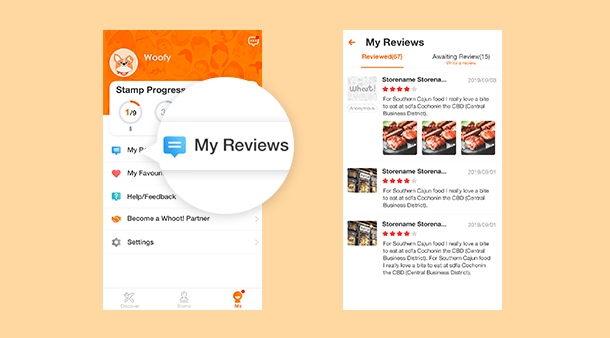 Woofy
Stamp Progress
1/9
3
8
My R
My Reviews
My Favour
Help/Feedback
Become a Whoot! Partner
Settings
Discover
Stamp
Me
My Reviews
Reviewed(67)
Awaiting Review(15)
Write a review
Whoot!
Anonymous
Storename Storena...
2019/09/03
For Southern Cajun food I really love a bite
to eat at sofa Cochonin the CBD (Central
Business District).
Storename Storena...
2019/09/01
For Southern Cajun food I really love a bite
to eat at sofa Cochonin the CBD (Central
Business District).
Storename Storena...
2019/09/01
For Southern Cajun food I really love a bite
to eat at sofa Cochonin the CBD (Central
Business District). For Southern Cajun food
I really love a bite to eat at sofa Cochonin
the CBD (Central Business District).